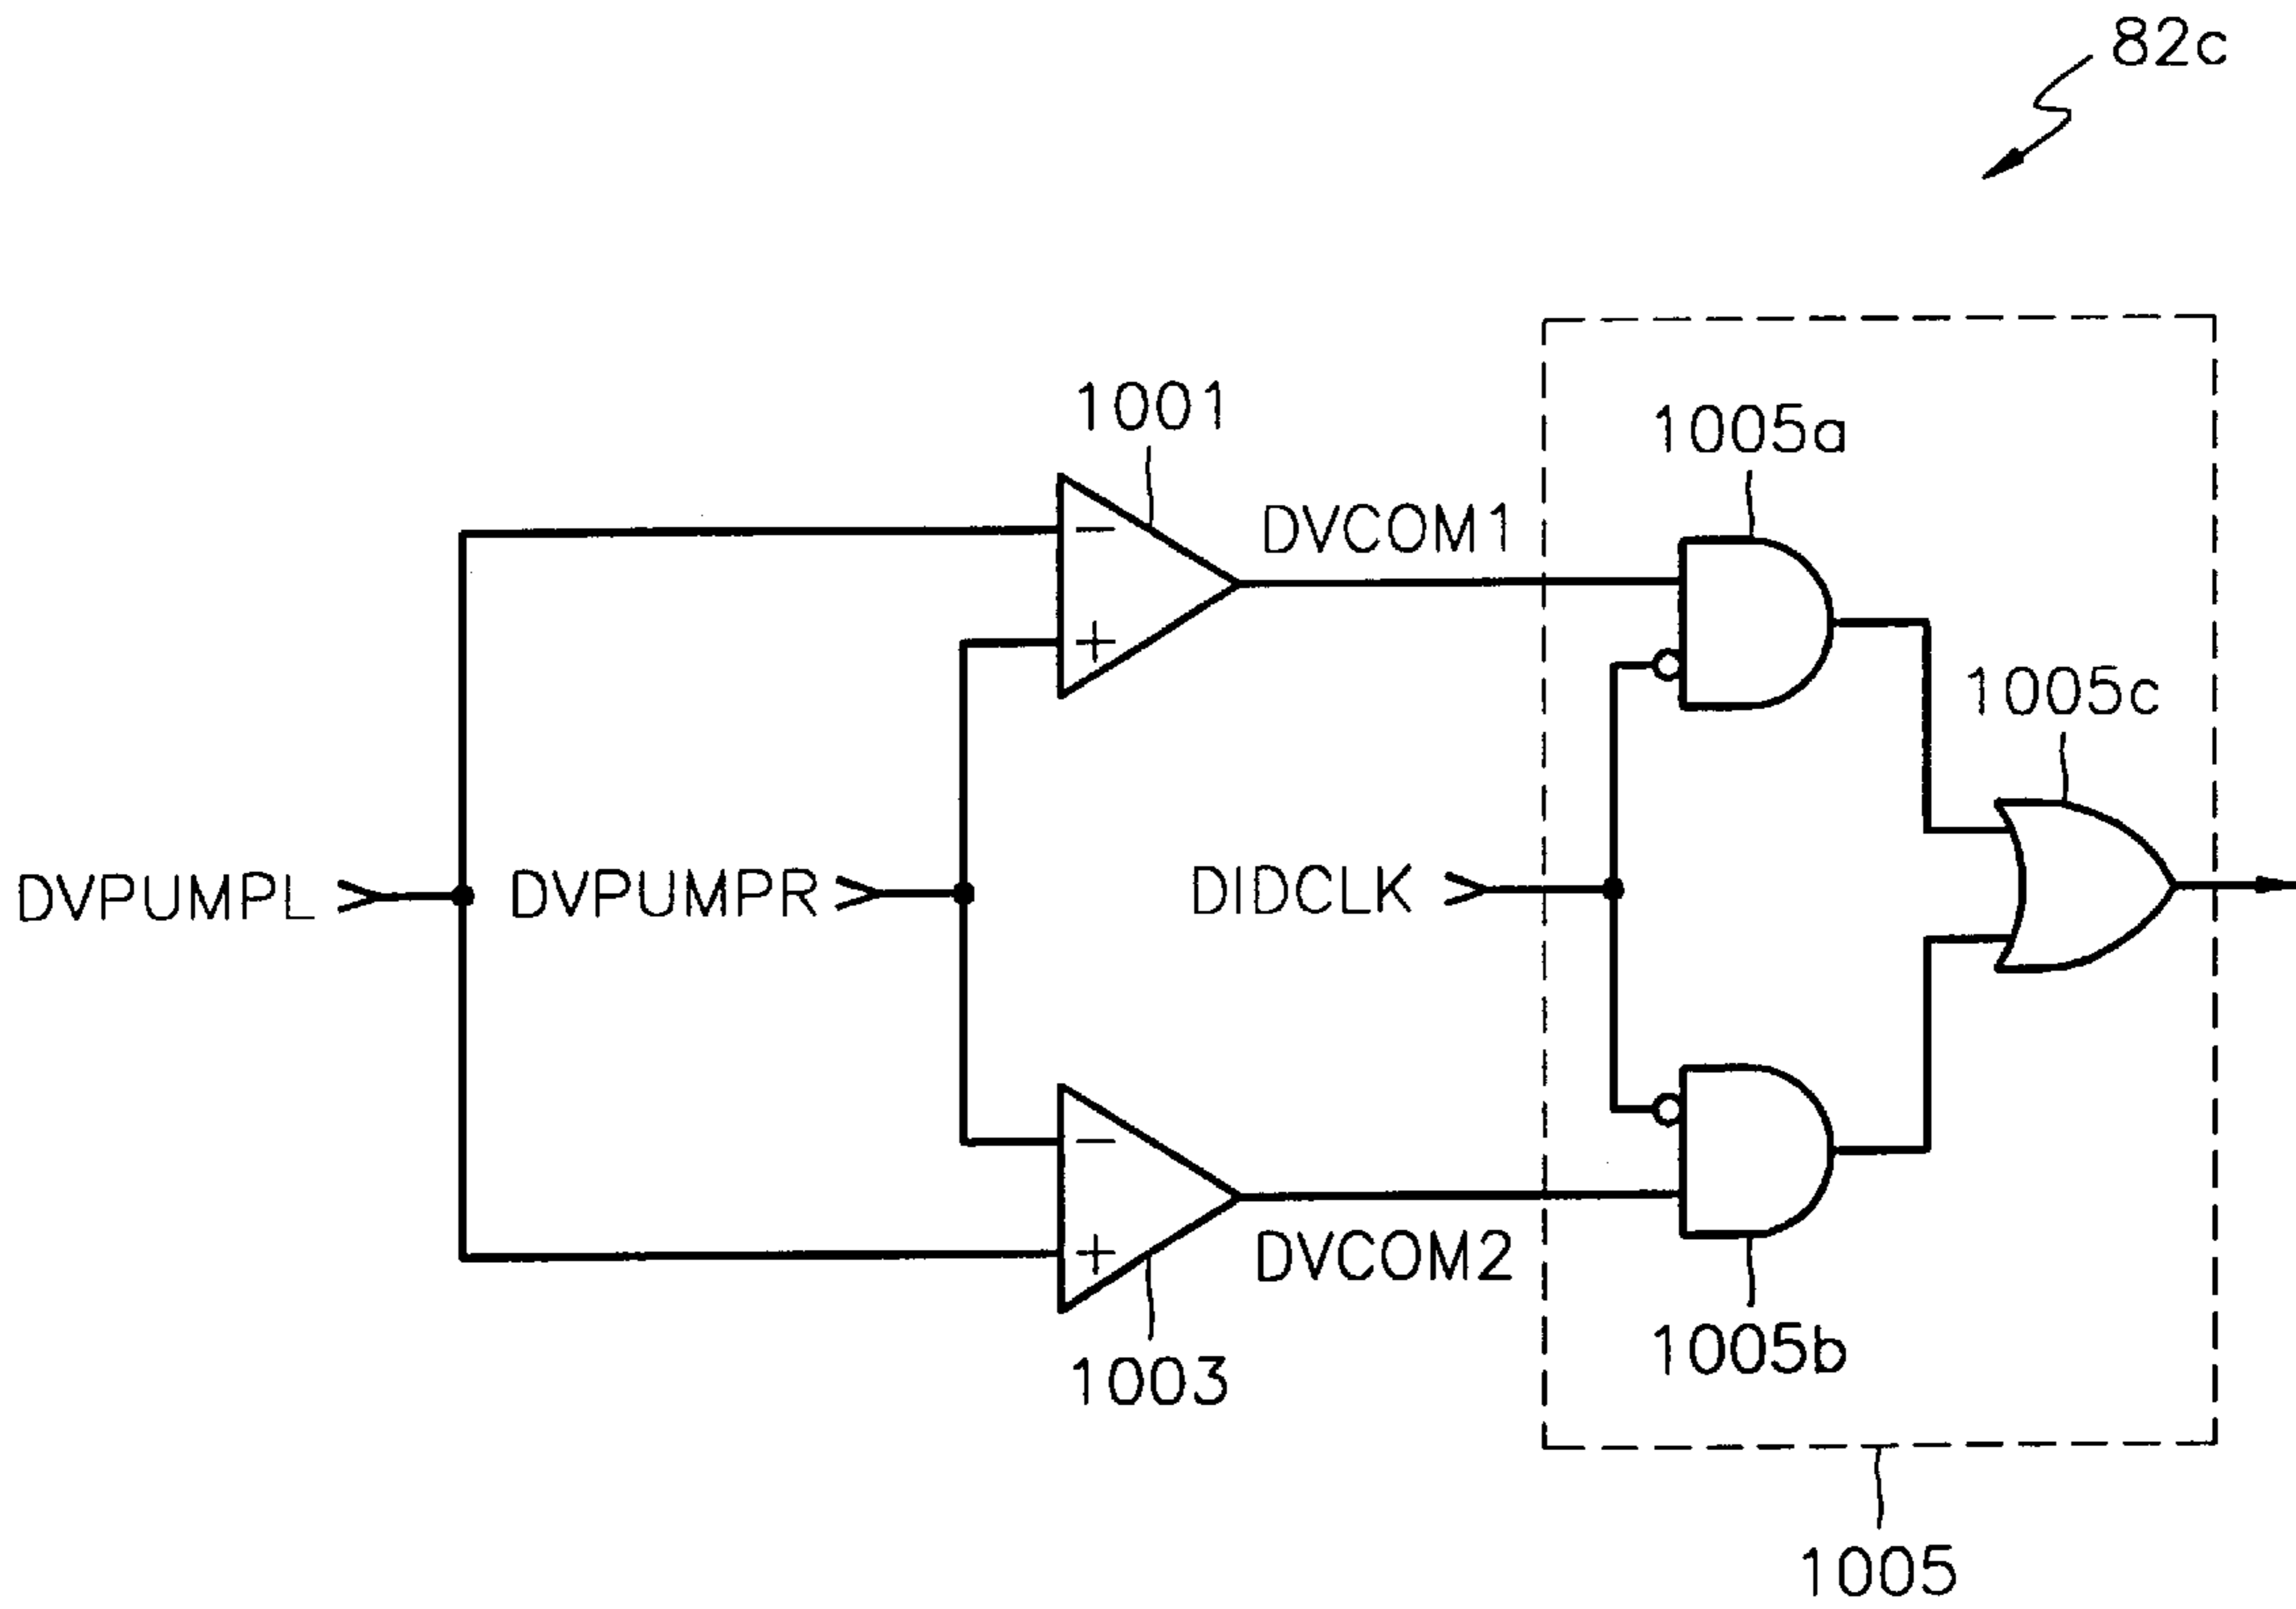 82c
1001
1005a
DVCOM1
-
+
1005c
DVPUMPL
DVPUMPR
DIDCLK
-
+
DVCOM2
1003
1005b
1005